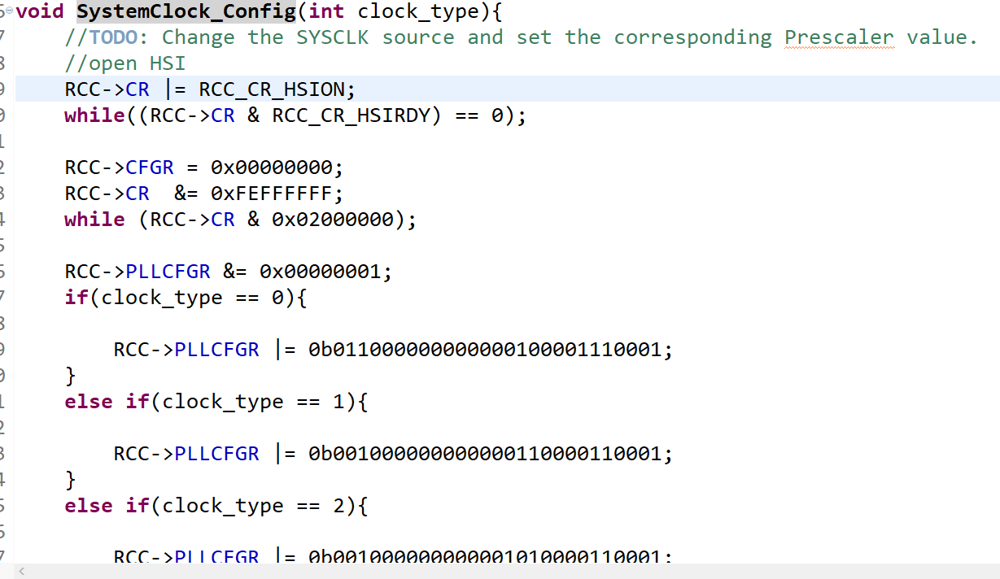 void SystemClock_Config(int clock_type){
//TODO: Change the SYSCLK source and set the corresponding Prescaler value.
//open HSI
RCC->CR |= RCC_CR_HSION;
while((RCC->CR & RCC_CR_HSIRDY) == 0);
RCC->CFGR = 0x00000000;
RCC->CR  &= 0xFEFFFFFF;
while (RCC->CR & 0x02000000);
RCC->PLLCFGR &= 0x00000001;
if(clock_type == 0){
RCC->PLLCFGR |= 0b011000000000000100001110001;
}
else if(clock_type == 1){
RCC->PLLCFGR |= 0b001000000000000110000110001;
}
else if(clock_type == 2){
RCC->PLLCFGR |= 0b001000000000001010000110001;